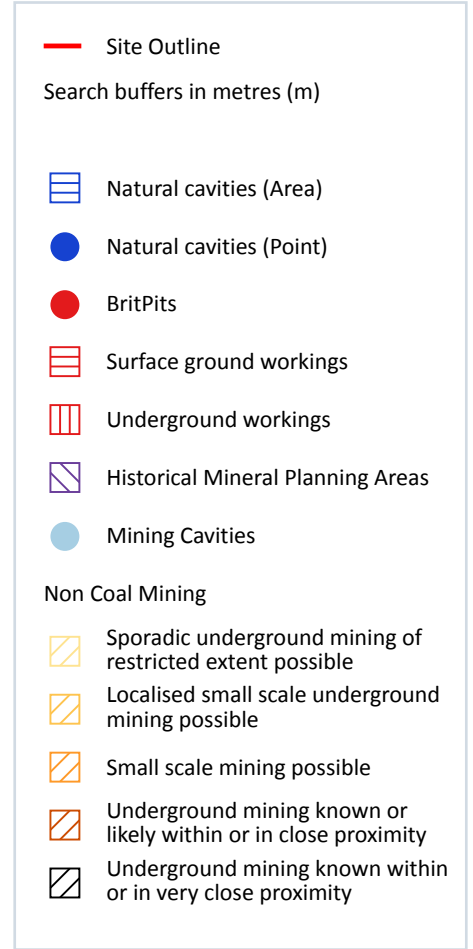 Site Outline
Search buffers in metres (m)
Natural cavities (Area)
Natural cavities (Point)
BritPits
Surface ground workings
Underground workings
Historical Mineral Planning Areas
Mining Cavities
Non Coal Mining
Sporadic underground mining of
restricted extent possible
Localised small scale underground
mining possible
Small scale mining possible
Underground mining known or
likely within or in close proximity
Underground mining known within
or in very close proximity